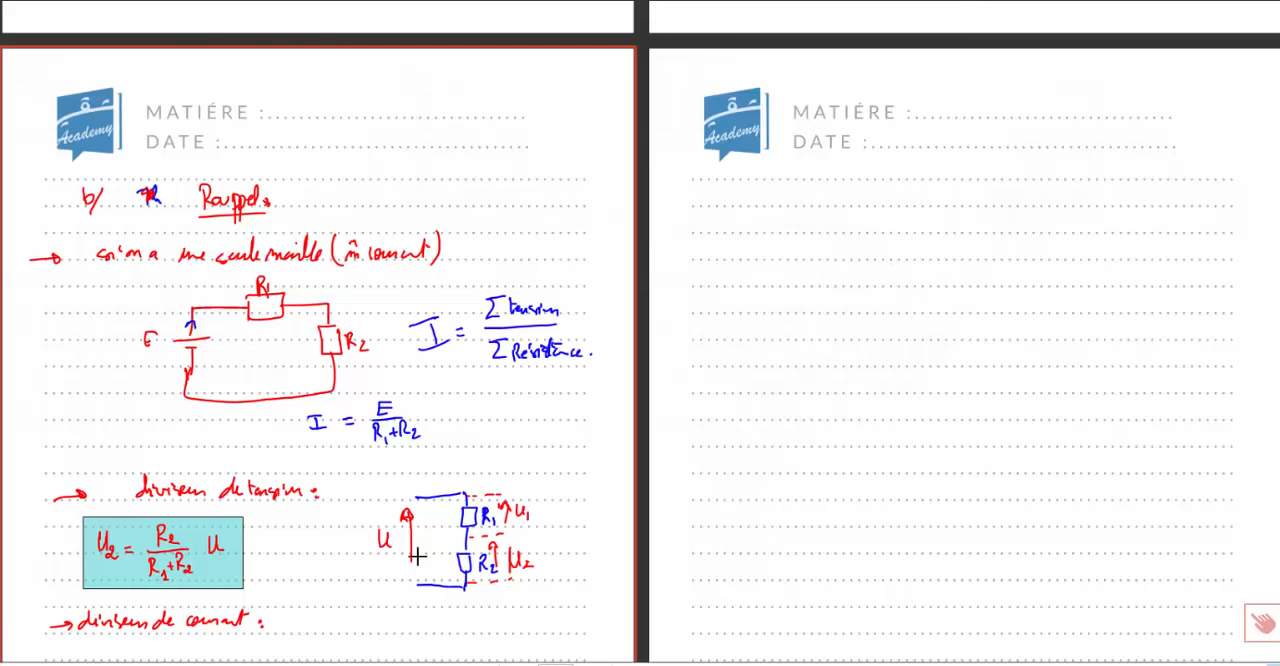 Academy
MATIÉRE :
DATE :
b/ Rappel.
→ si'on a une seule maille (m̂ courant)
R1
E
R2
I = Σ tension / Σ Résistance.
I = E / R1+R2
→ diviseur de tension :
U2 = R2 / R1+R2 U
U
R1 U1
R2 U2
→ diviseur de courant :
Academy
MATIÉRE :
DATE :